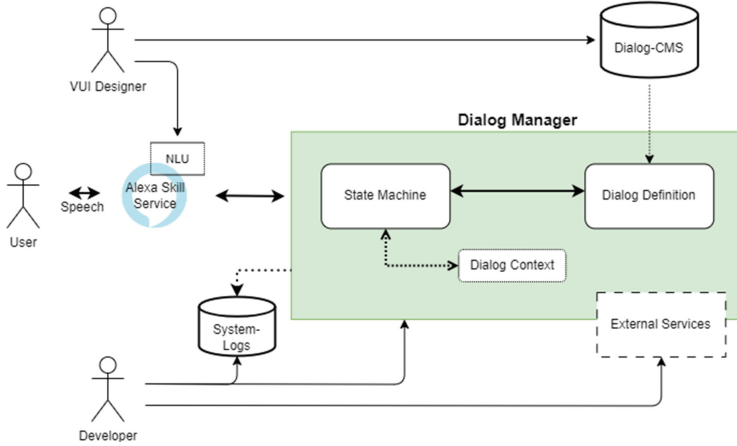 VUI Designer
Dialog-CMS
Dialog Manager
NLU
Alexa Skill
Service
Speech
User
State Machine
Dialog Definition
Dialog Context
System-
Logs
External Services
Developer